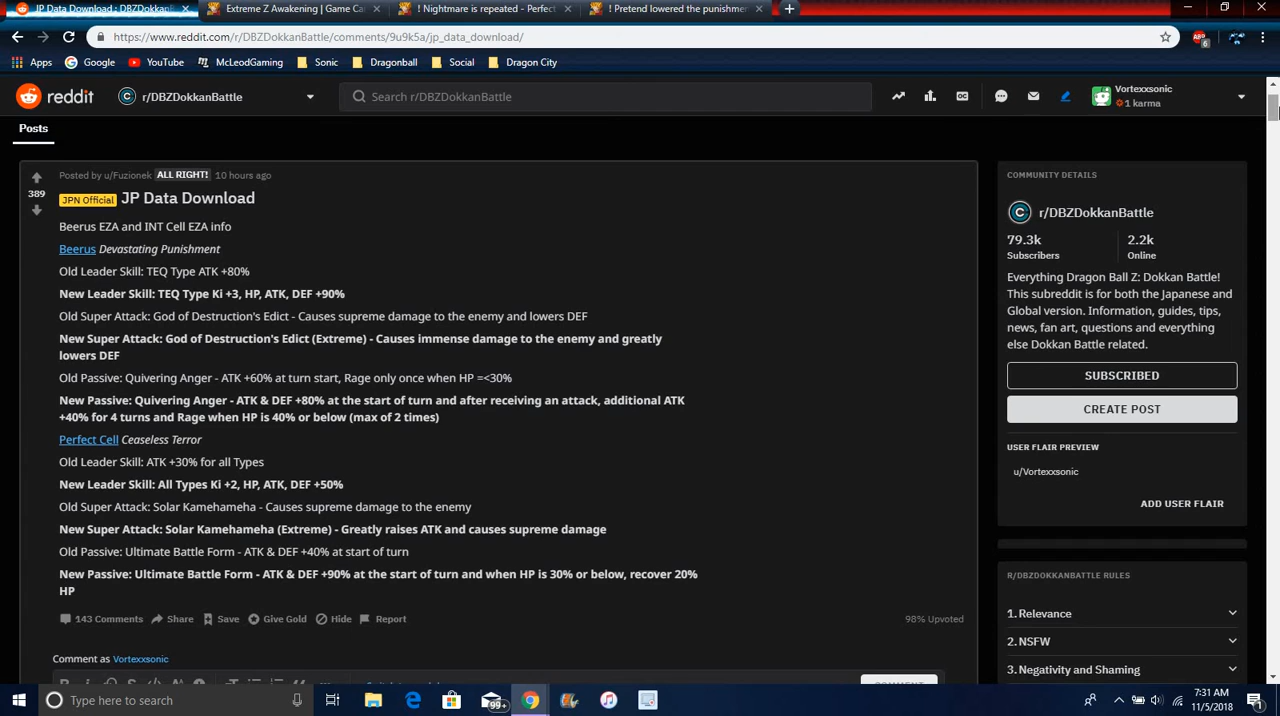 JP Data Download : DBZDokkanB
Extreme Z Awakening | Game Ca
! Nightmare is repeated - Perfect
! Pretend lowered the punishmen
https://www.reddit.com/r/DBZDokkanBattle/comments/9u9k5a/jp_data_download/
Apps Google YouTube McLeodGaming Sonic Dragonball Social Dragon City
reddit r/DBZDokkanBattle Search r/DBZDokkanBattle Vortexxsonic
1 karma
Posts
Posted by u/Fuzionek ALL RIGHT! 10 hours ago
389
JPN Official JP Data Download
Beerus EZA and INT Cell EZA info
Beerus Devastating Punishment
Old Leader Skill: TEQ Type ATK +80%
New Leader Skill: TEQ Type Ki +3, HP, ATK, DEF +90%
Old Super Attack: God of Destruction's Edict - Causes supreme damage to the enemy and lowers DEF
New Super Attack: God of Destruction's Edict (Extreme) - Causes immense damage to the enemy and greatly
lowers DEF
Old Passive: Quivering Anger - ATK +60% at turn start, Rage only once when HP =<30%
New Passive: Quivering Anger - ATK & DEF +80% at the start of turn and after receiving an attack, additional ATK
+40% for 4 turns and Rage when HP is 40% or below (max of 2 times)
Perfect Cell Ceaseless Terror
Old Leader Skill: ATK +30% for all Types
New Leader Skill: All Types Ki +2, HP, ATK, DEF +50%
Old Super Attack: Solar Kamehameha - Causes supreme damage to the enemy
New Super Attack: Solar Kamehameha (Extreme) - Greatly raises ATK and causes supreme damage
Old Passive: Ultimate Battle Form - ATK & DEF +40% at start of turn
New Passive: Ultimate Battle Form - ATK & DEF +90% at the start of turn and when HP is 30% or below, recover 20%
HP
143 Comments Share Save Give Gold Hide Report 98% Upvoted
Comment as Vortexxsonic
COMMUNITY DETAILS
r/DBZDokkanBattle
79.3k 2.2k
Subscribers Online
Everything Dragon Ball Z: Dokkan Battle!
This subreddit is for both the Japanese and
Global version. Information, guides, tips,
news, fan art, questions and everything
else Dokkan Battle related.
SUBSCRIBED
CREATE POST
USER FLAIR PREVIEW
u/Vortexxsonic
ADD USER FLAIR
R/DBZDOKKANBATTLE RULES
1. Relevance
2. NSFW
3. Negativity and Shaming
Type here to search
99+
7:31 AM
11/5/2018